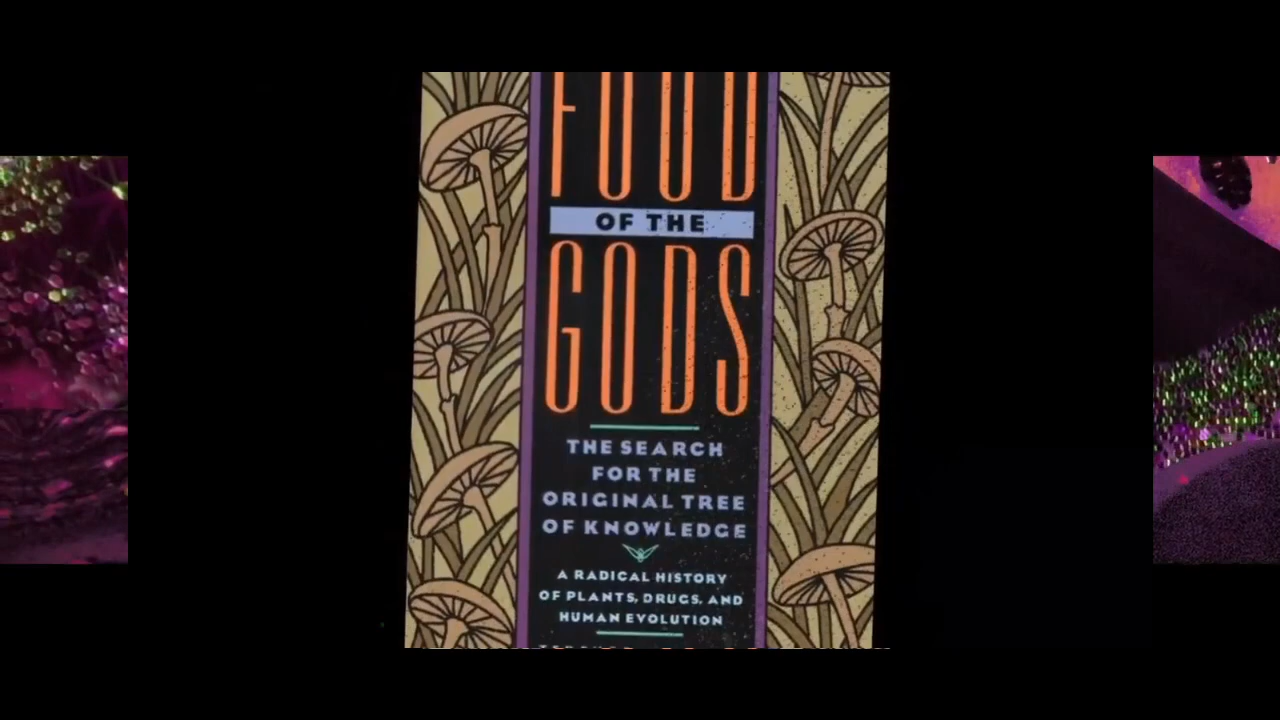 FOOD
OF THE
GODS
THE SEARCH
FOR THE
ORIGINAL TREE
OF KNOWLEDGE
A RADICAL HISTORY
OF PLANTS, DRUGS, AND
HUMAN EVOLUTION